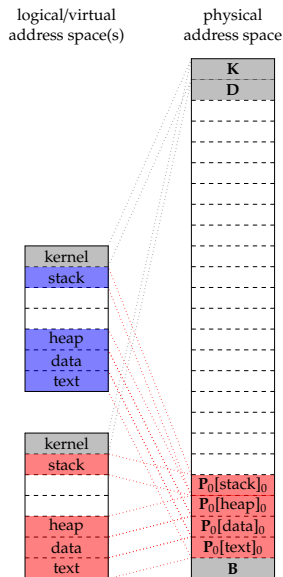 logical/virtual
address space(s)
physical
address space
K
D
kernel
stack
heap
data
text
kernel
stack
heap
data
text
P₀[stack]₀
P₀[heap]₀
P₀[data]₀
P₀[text]₀
B